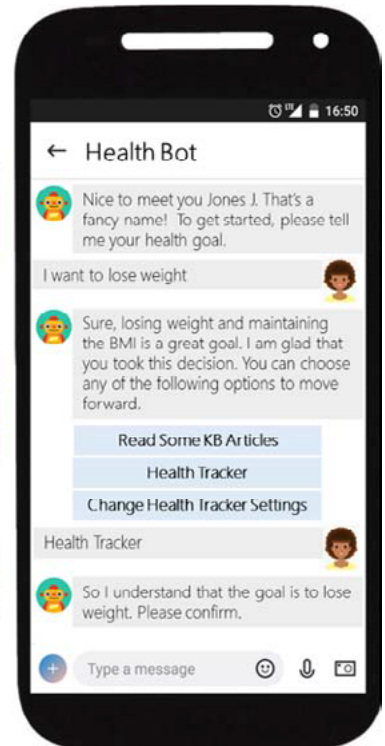 16:50
← Health Bot
Nice to meet you Jones J. That's a
fancy name! To get started, please tell
me your health goal.
I want to lose weight
Sure, losing weight and maintaining
the BMI is a great goal. I am glad that
you took this decision. You can choose
any of the following options to move
forward.
Read Some KB Articles
Health Tracker
Change Health Tracker Settings
Health Tracker
So I understand that the goal is to lose
weight. Please confirm.
Type a message